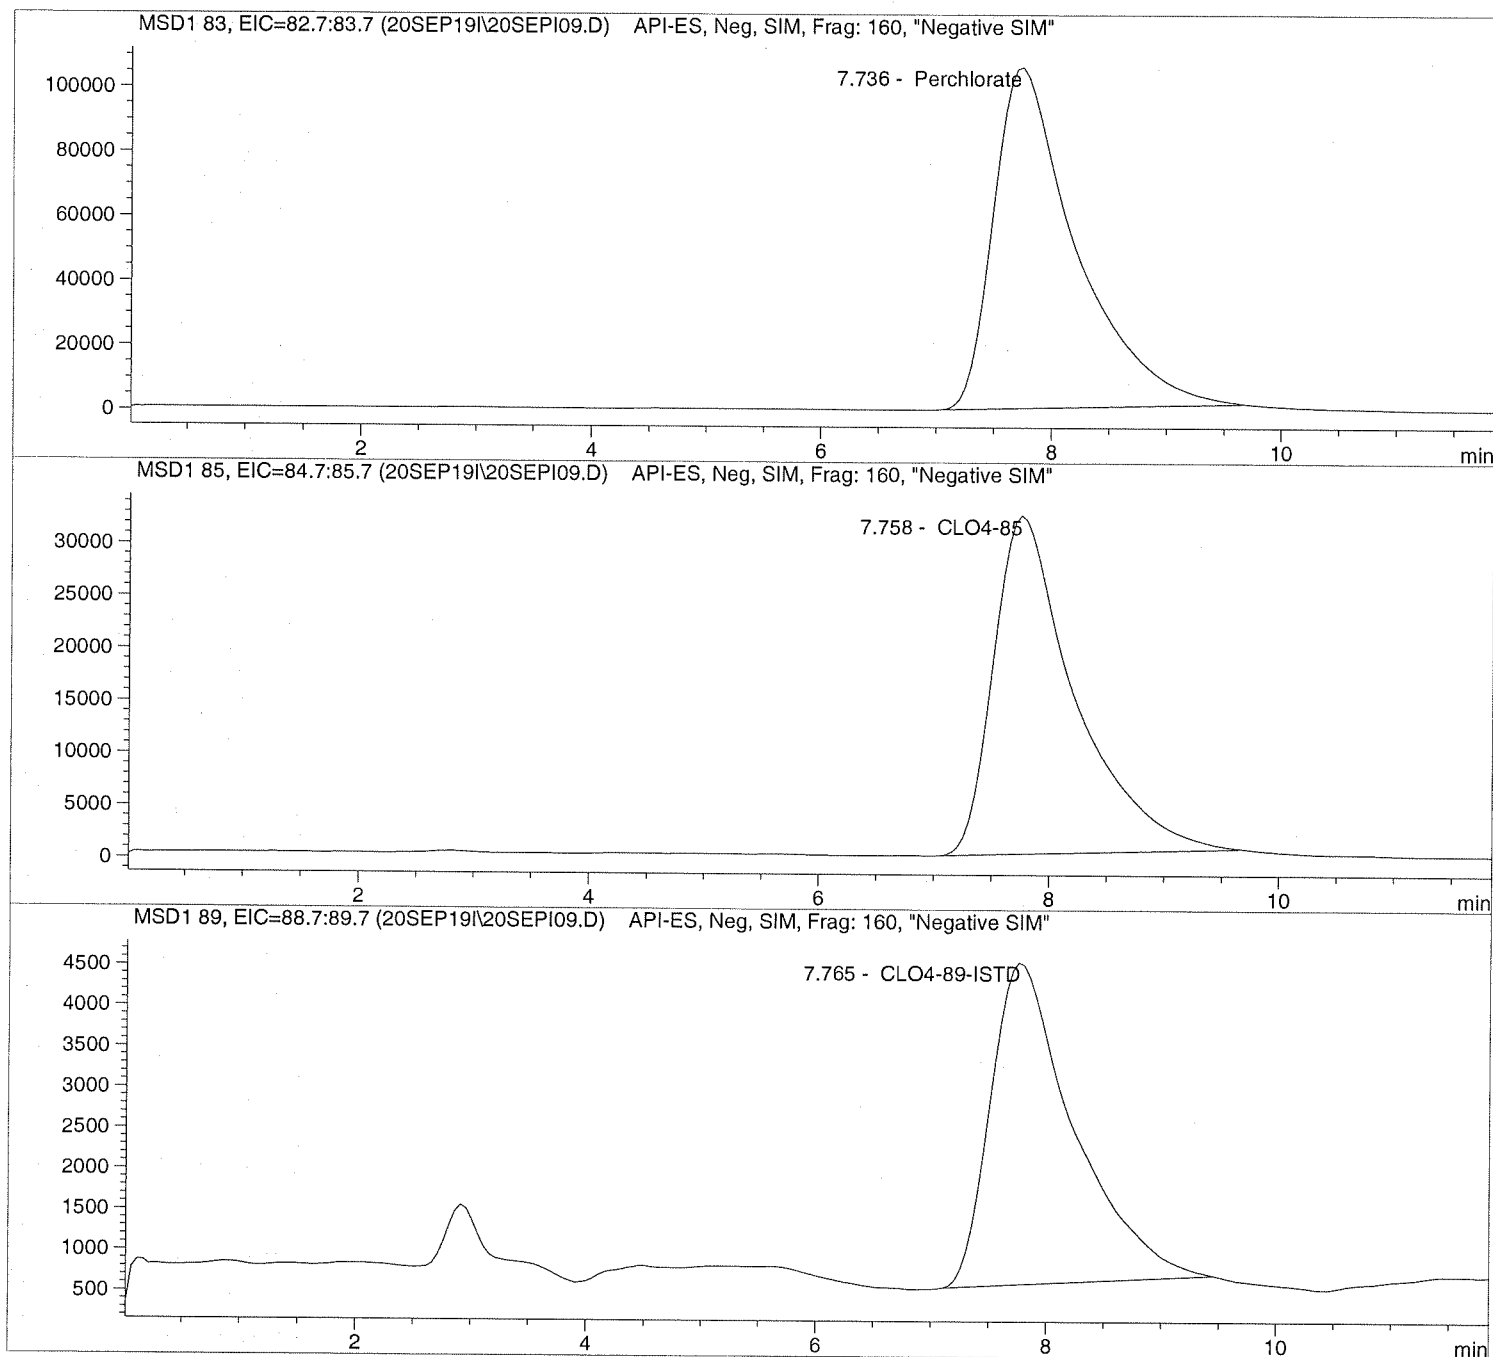 MSD1 83, EIC=82.7:83.7 (20SEP19I\20SEPI09.D) API-ES, Neg, SIM, Frag: 160, "Negative SIM"
7.736 - Perchlorate
100000
80000
60000
40000
20000
0
2 4 6 8 10 min
MSD1 85, EIC=84.7:85.7 (20SEP19I\20SEPI09.D) API-ES, Neg, SIM, Frag: 160, "Negative SIM"
7.758 - CLO4-85
30000
25000
20000
15000
10000
5000
0
2 4 6 8 10 min
MSD1 89, EIC=88.7:89.7 (20SEP19I\20SEPI09.D) API-ES, Neg, SIM, Frag: 160, "Negative SIM"
7.765 - CLO4-89-ISTD
4500
4000
3500
3000
2500
2000
1500
1000
500
2 4 6 8 10 min